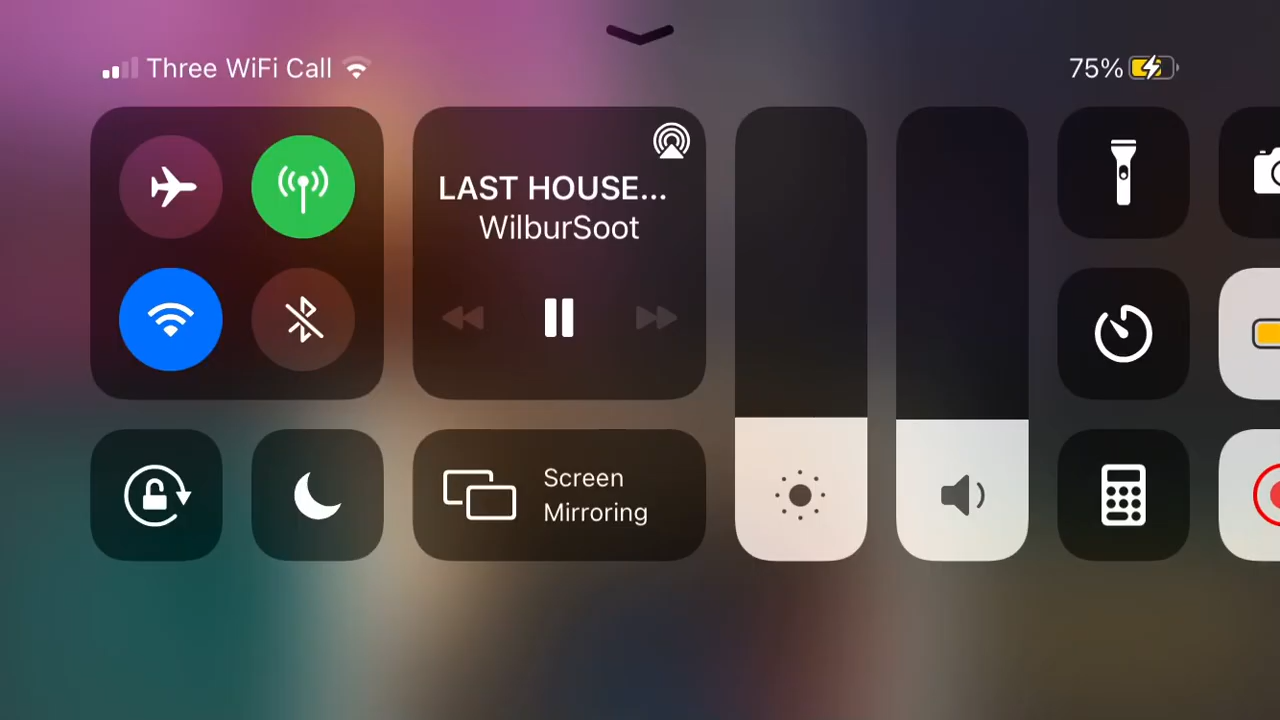 Three WiFi Call
75%
LAST HOUSE...
WilburSoot
Screen
Mirroring